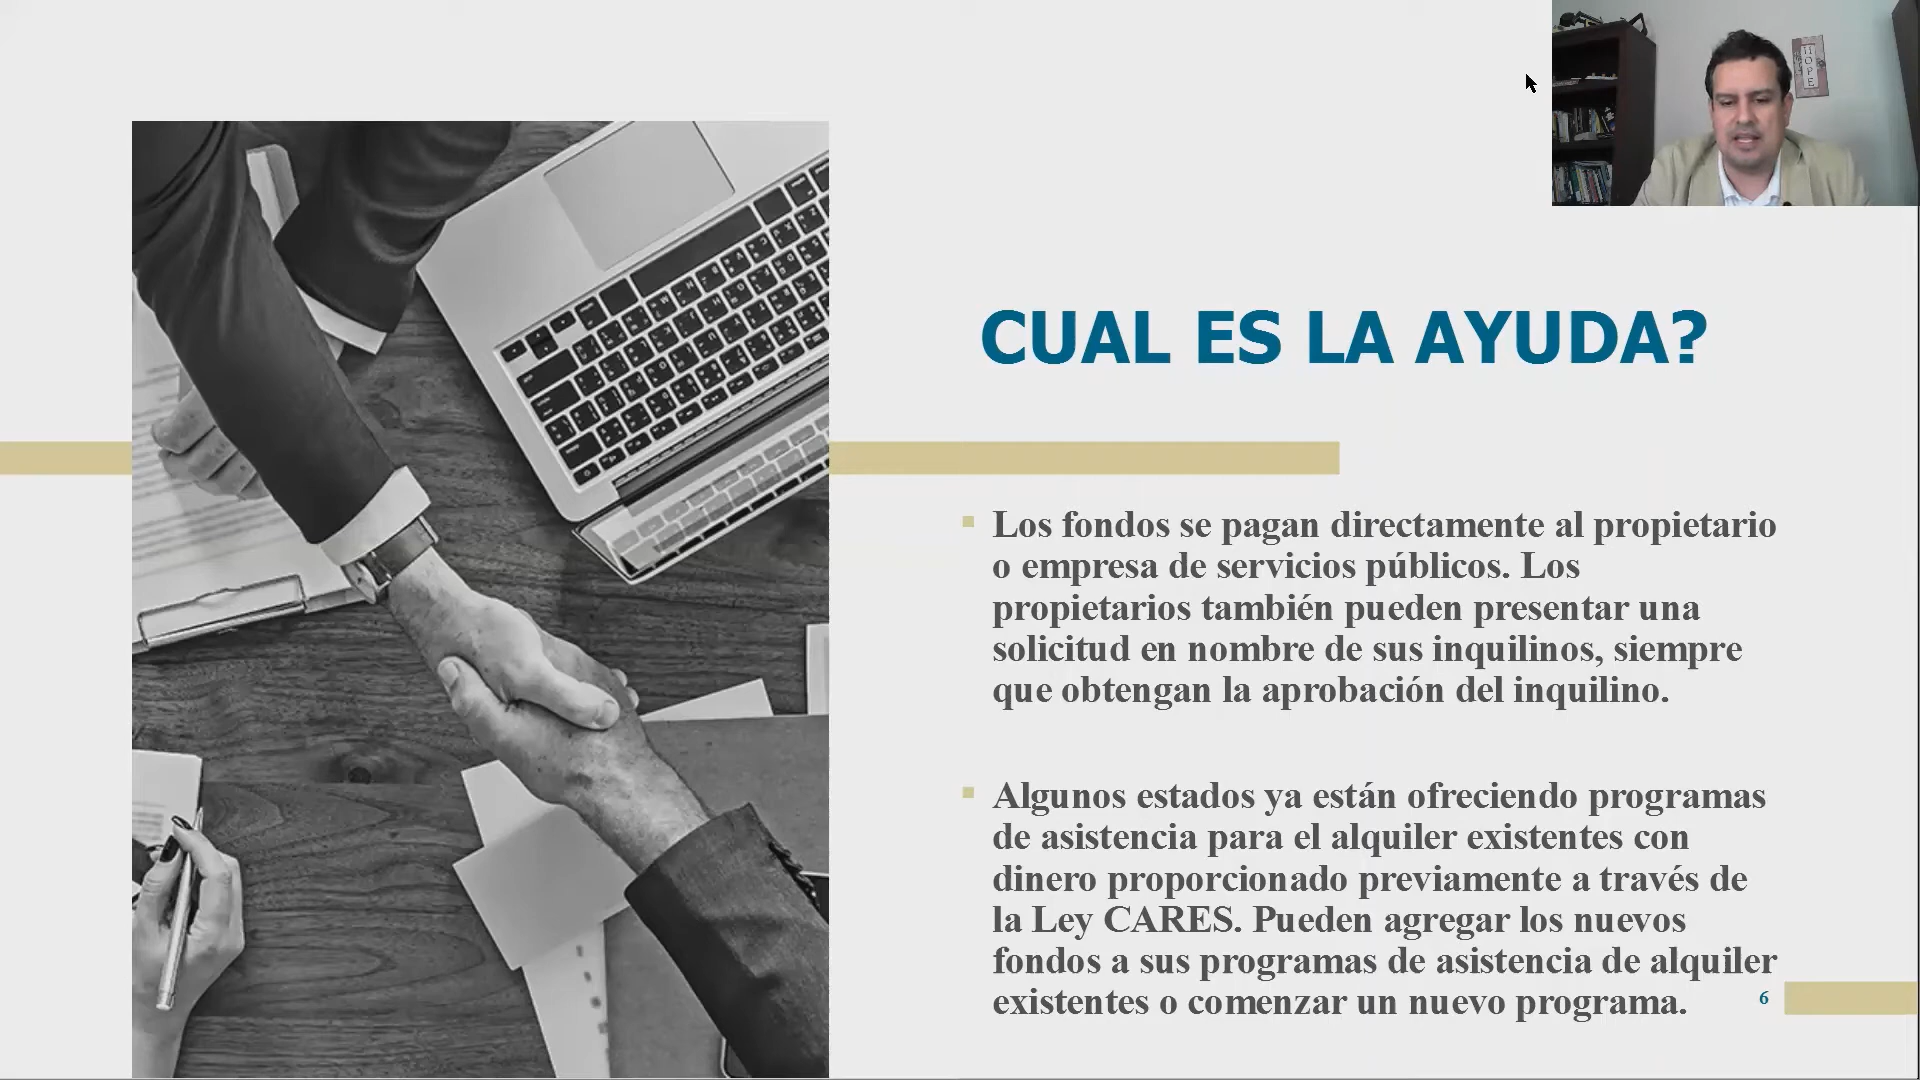 HOPE
CUAL ES LA AYUDA?
Los fondos se pagan directamente al propietario
o empresa de servicios públicos. Los
propietarios también pueden presentar una
solicitud en nombre de sus inquilinos, siempre
que obtengan la aprobación del inquilino.
Algunos estados ya están ofreciendo programas
de asistencia para el alquiler existentes con
dinero proporcionado previamente a través de
la Ley CARES. Pueden agregar los nuevos
fondos a sus programas de asistencia de alquiler
existentes o comenzar un nuevo programa.
6